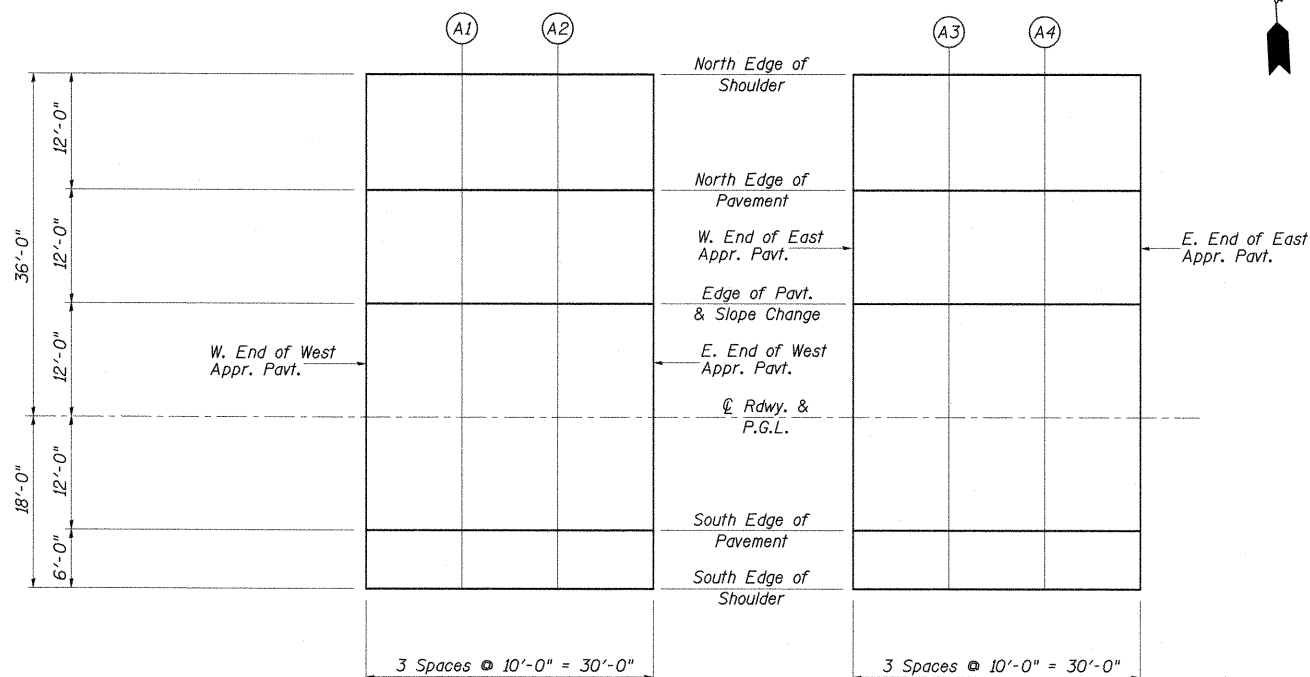 A1
A2
A3
A4
North Edge of
Shoulder
12'-0"
North Edge of
Pavement
W. End of East
Appr. Pavt.
E. End of East
Appr. Pavt.
36'-0"
12'-0"
Edge of Pavt.
& Slope Change
W. End of West
Appr. Pavt.
E. End of West
Appr. Pavt.
12'-0"
℄ Rdwy. &
P.G.L.
18'-0"
12'-0"
South Edge of
Pavement
6'-0"
South Edge of
Shoulder
3 Spaces @ 10'-0" = 30'-0"
3 Spaces @ 10'-0" = 30'-0"